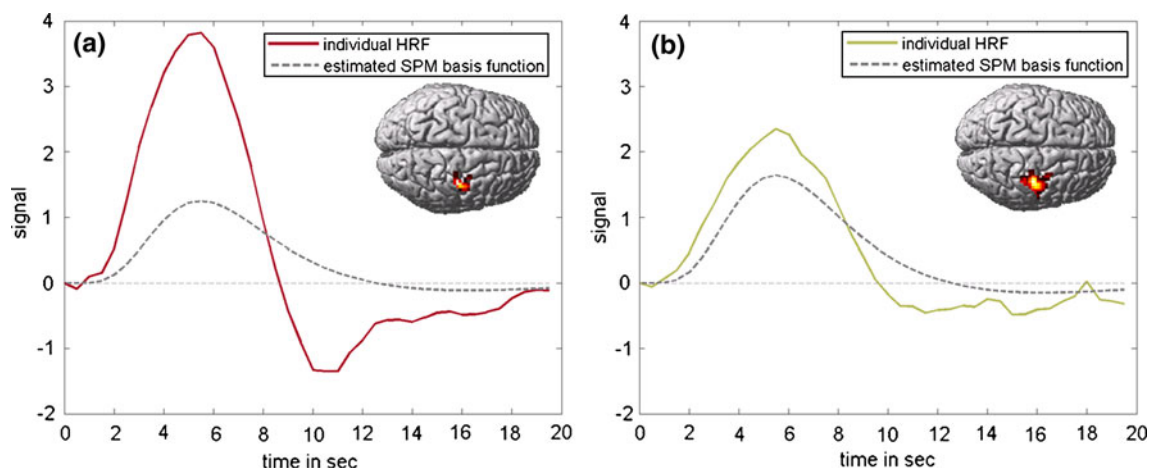 (a)
individual HRF
estimated SPM basis function
4
3
2
1
0
-1
-2
signal
0 2 4 6 8 10 12 14 16 18 20
time in sec
(b)
individual HRF
estimated SPM basis function
4
3
2
1
0
-1
-2
signal
0 2 4 6 8 10 12 14 16 18 20
time in sec